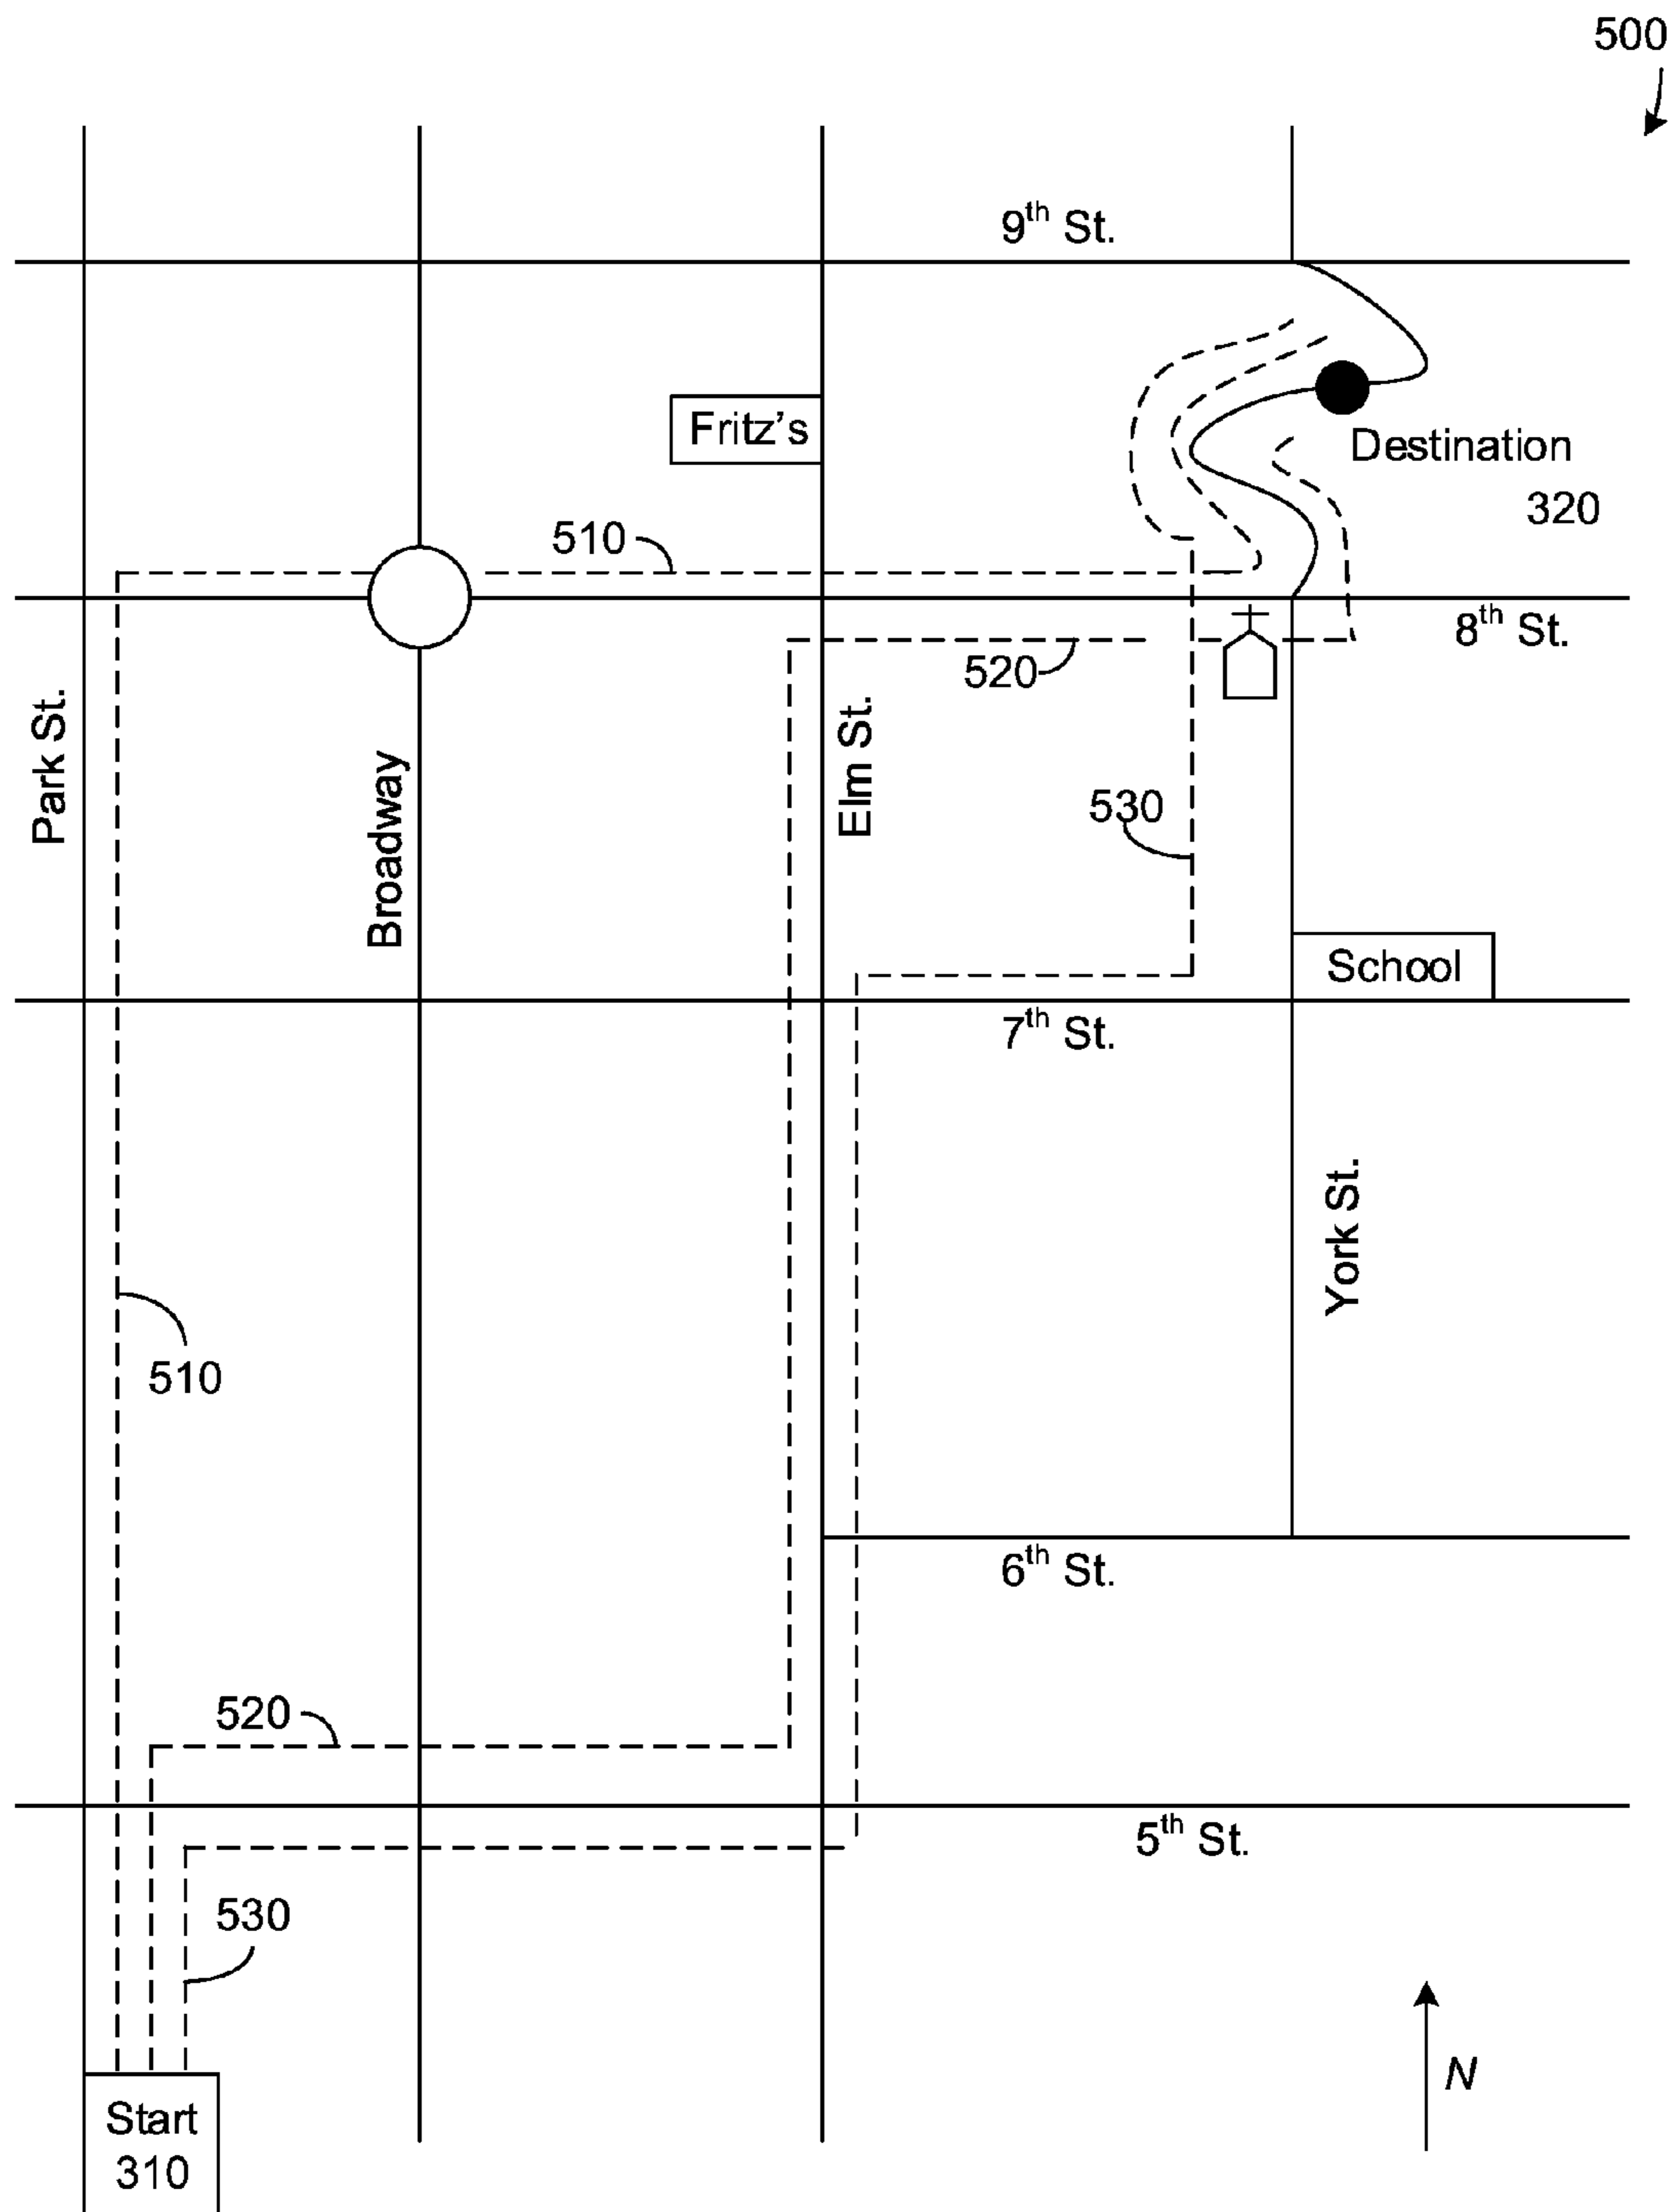 500
9th St.
Fritz's
Destination
320
510
8th St.
520
Park St.
Elm St.
Broadway
530
School
7th St.
York St.
510
6th St.
520
5th St.
530
N
Start
310